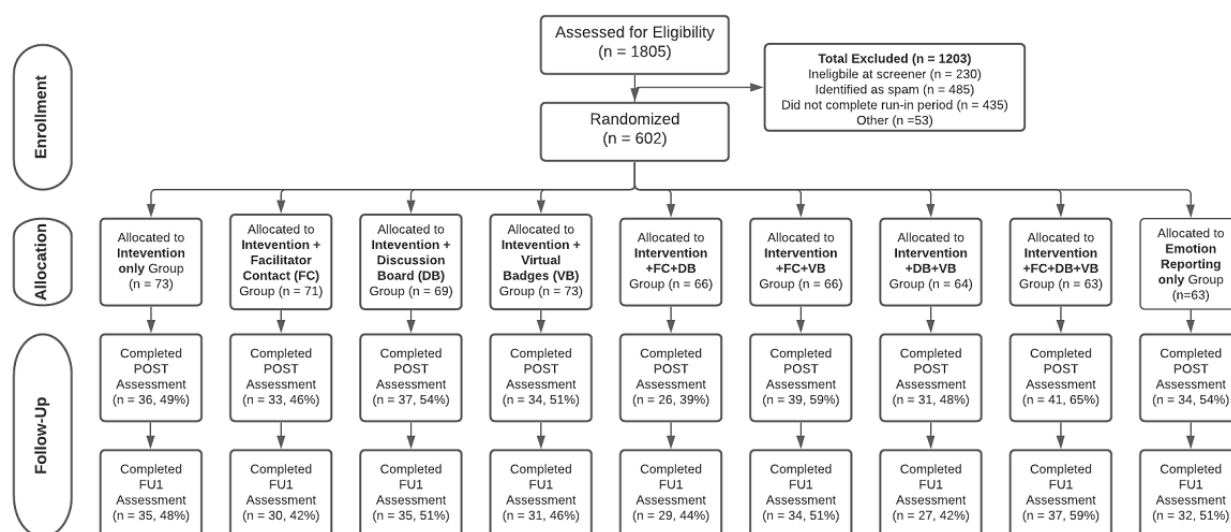 Assessed for Eligibility
(n = 1805)
Total Excluded (n = 1203)
Ineligbile at screener (n = 230)
Identified as spam (n = 485)
Did not complete run-in period (n = 435)
Other (n =53)
Enrollment
Randomized
(n = 602)
Allocation
Allocated to
Intevention
only Group
(n = 73)
Allocated to
Intevention +
Facilitator
Contact (FC)
Group (n = 71)
Allocated to
Intevention +
Discussion
Board (DB)
Group (n = 69)
Allocated to
Intevention +
Virtual
Badges (VB)
Group (n = 73)
Allocated to
Intervention
+FC+DB
Group (n = 66)
Allocated to
Intervention
+FC+VB
Group (n = 66)
Allocated to
Intervention
+DB+VB
Group (n = 64)
Allocated to
Intervention
+FC+DB+VB
Group (n = 63)
Allocated to
Emotion
Reporting
only Group
(n=63)
Follow-Up
Completed
POST
Assessment
(n = 36, 49%)
Completed
POST
Assessment
(n = 33, 46%)
Completed
POST
Assessment
(n = 37, 54%)
Completed
POST
Assessment
(n = 34, 51%)
Completed
POST
Assessment
(n = 26, 39%)
Completed
POST
Assessment
(n = 39, 59%)
Completed
POST
Assessment
(n = 31, 48%)
Completed
POST
Assessment
(n = 41, 65%)
Completed
POST
Assessment
(n = 34, 54%)
Completed
FU1
Assessment
(n = 35, 48%)
Completed
FU1
Assessment
(n = 30, 42%)
Completed
FU1
Assessment
(n = 35, 51%)
Completed
FU1
Assessment
(n = 31, 46%)
Completed
FU1
Assessment
(n = 29, 44%)
Completed
FU1
Assessment
(n = 34, 51%)
Completed
FU1
Assessment
(n = 27, 42%)
Completed
FU1
Assessment
(n = 37, 59%)
Completed
FU1
Assessment
(n = 32, 51%)